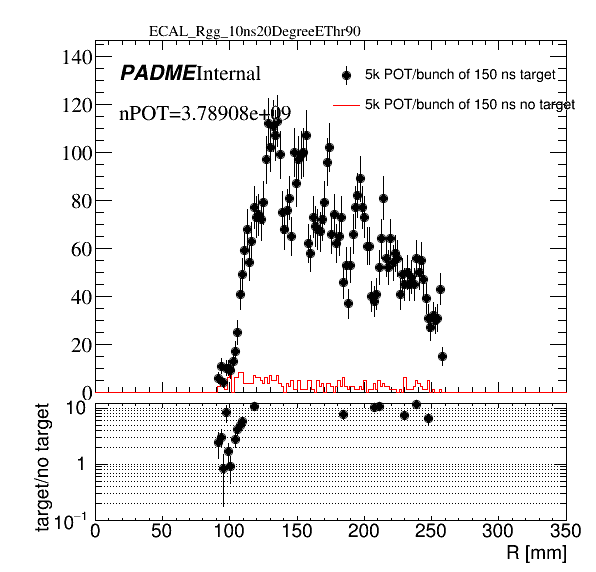 ECAL_Rgg_10ns20DegreeEThr90
140
PADME Internal
5k POT/bunch of 150 ns target
120
nPOT=3.78908e+09
5k POT/bunch of 150 ns no target
100
80
60
40
20
0
target/no target
10
1
10⁻¹
0 50 100 150 200 250 300 350
R [mm]